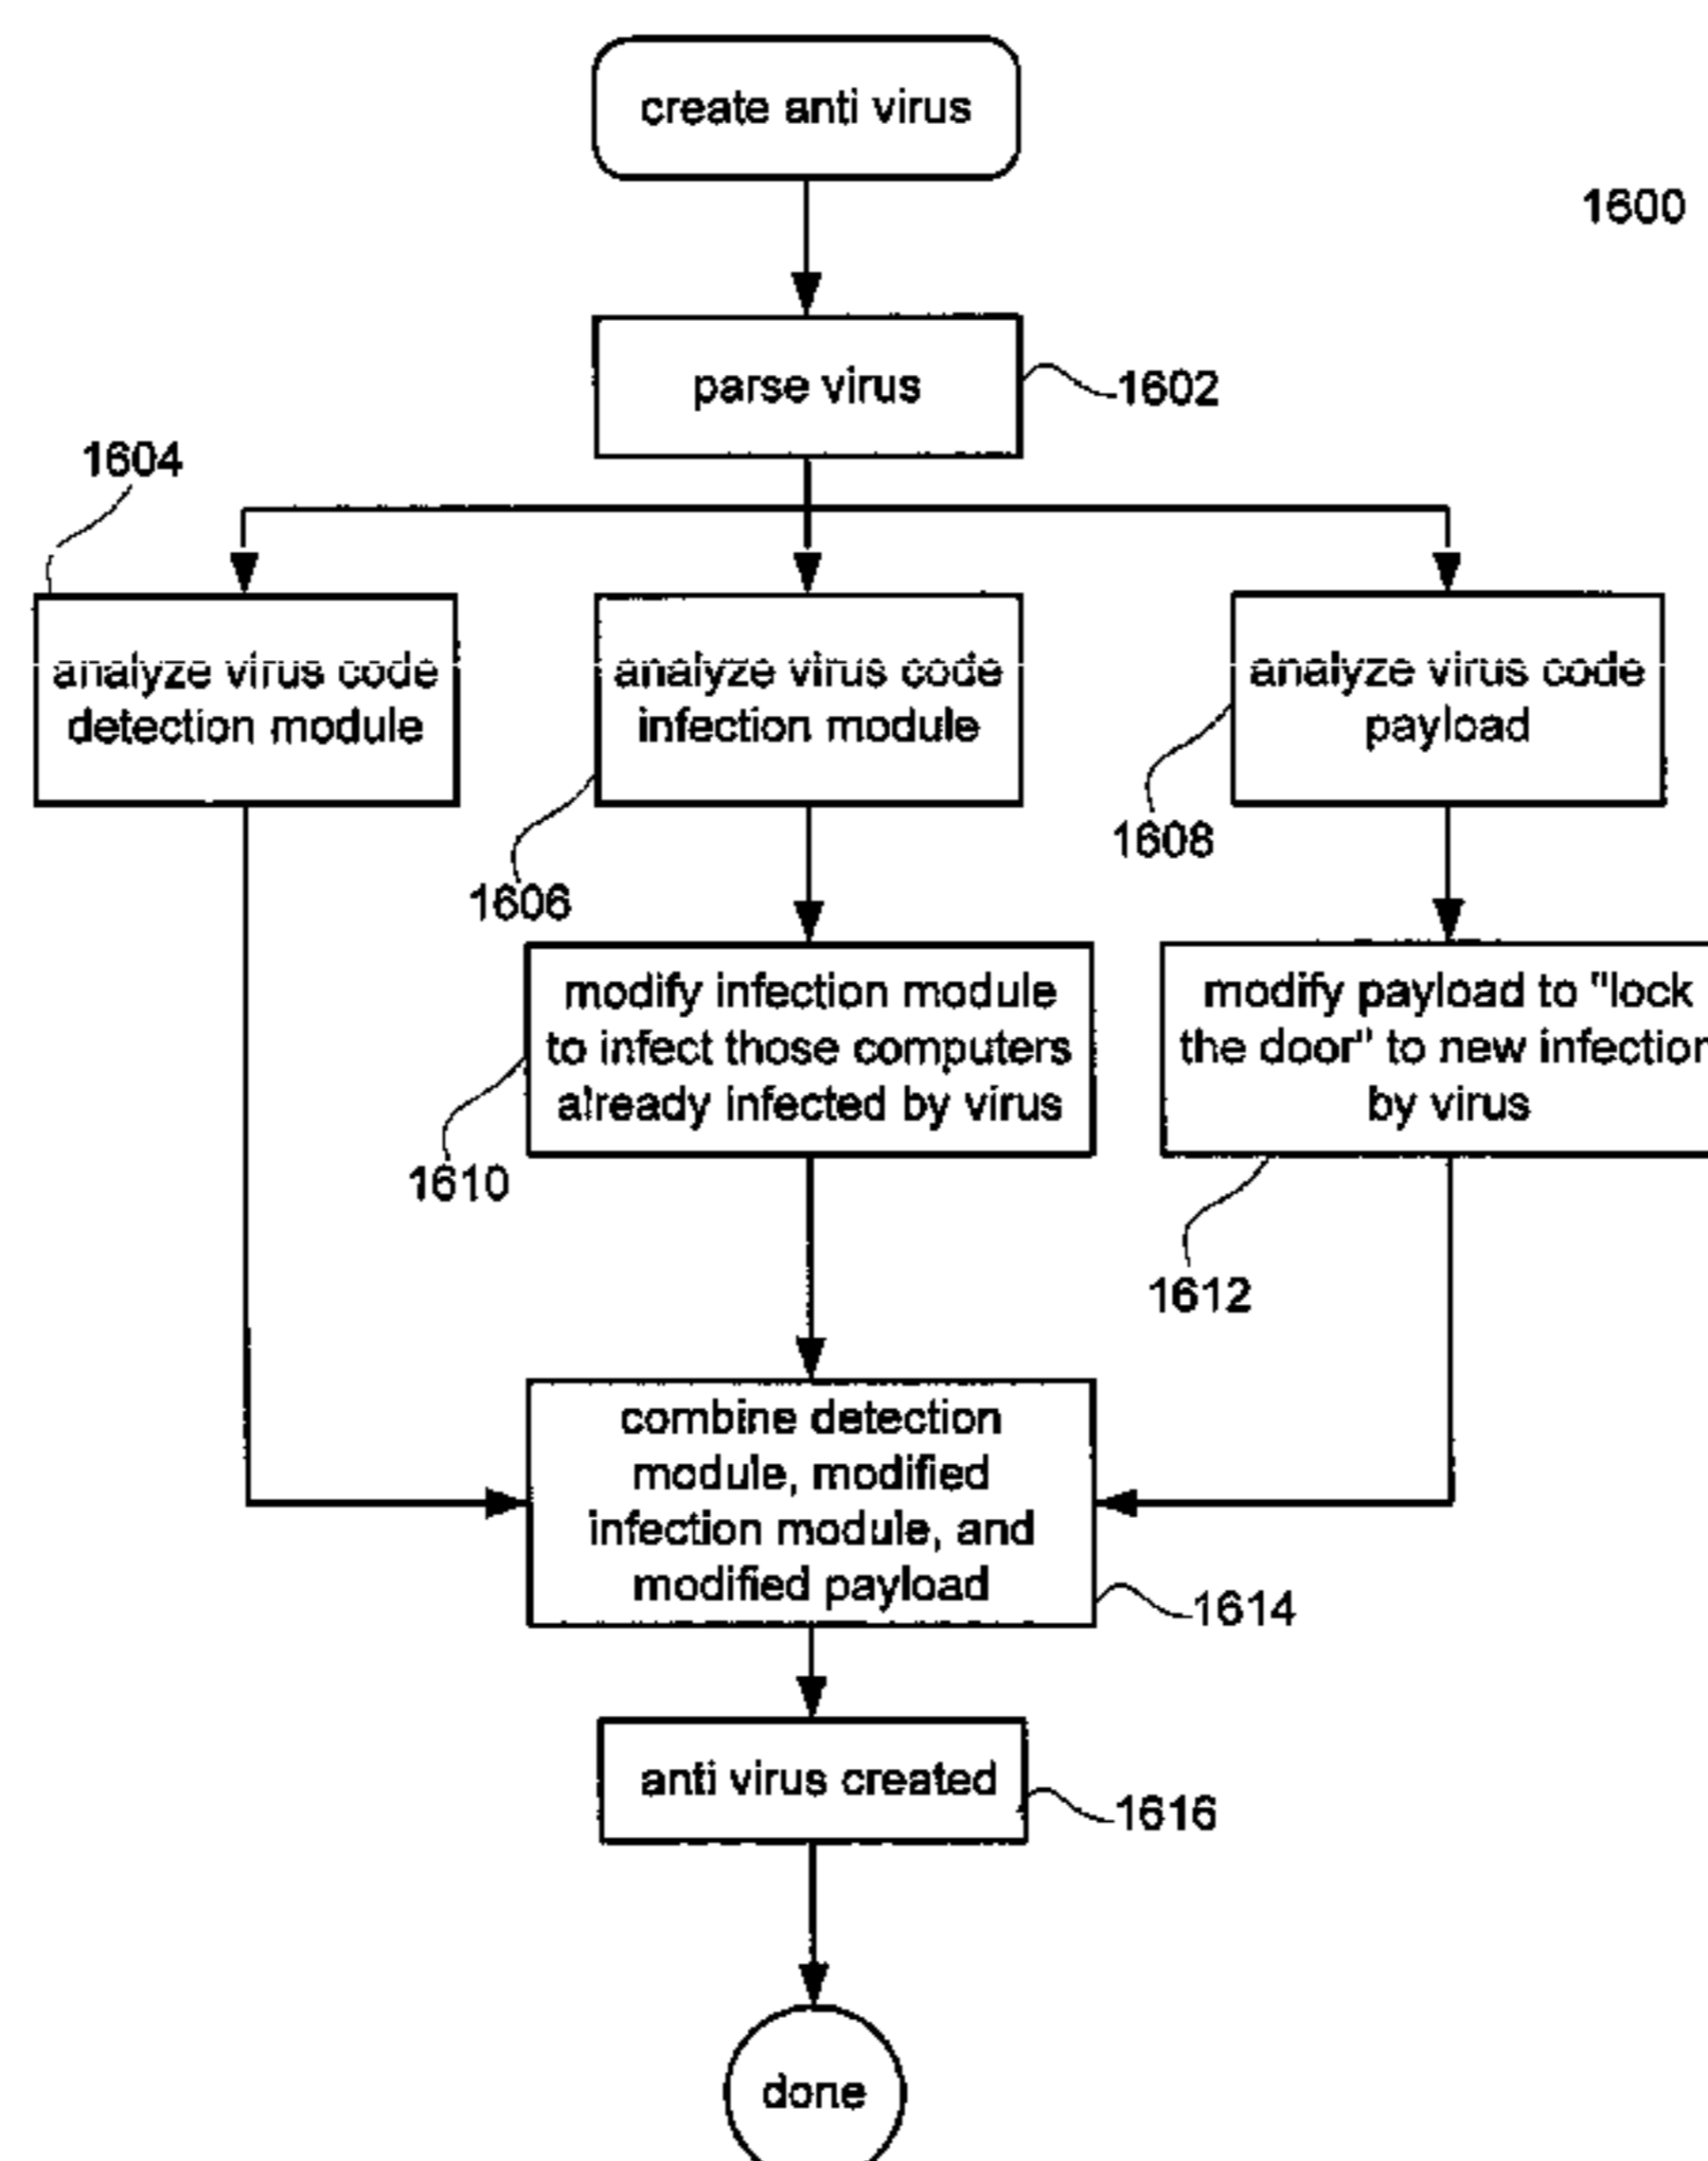 create anti virus
1600
parse virus
1602
1604
analyze virus code
detection module
analyze virus code
infection module
analyze virus code
payload
1606
1608
modify infection module
to infect those computers
already infected by virus
modify payload to "lock
the door" to new infection
by virus
1610
1612
combine detection
module, modified
infection module, and
modified payload
1614
anti virus created
1616
done